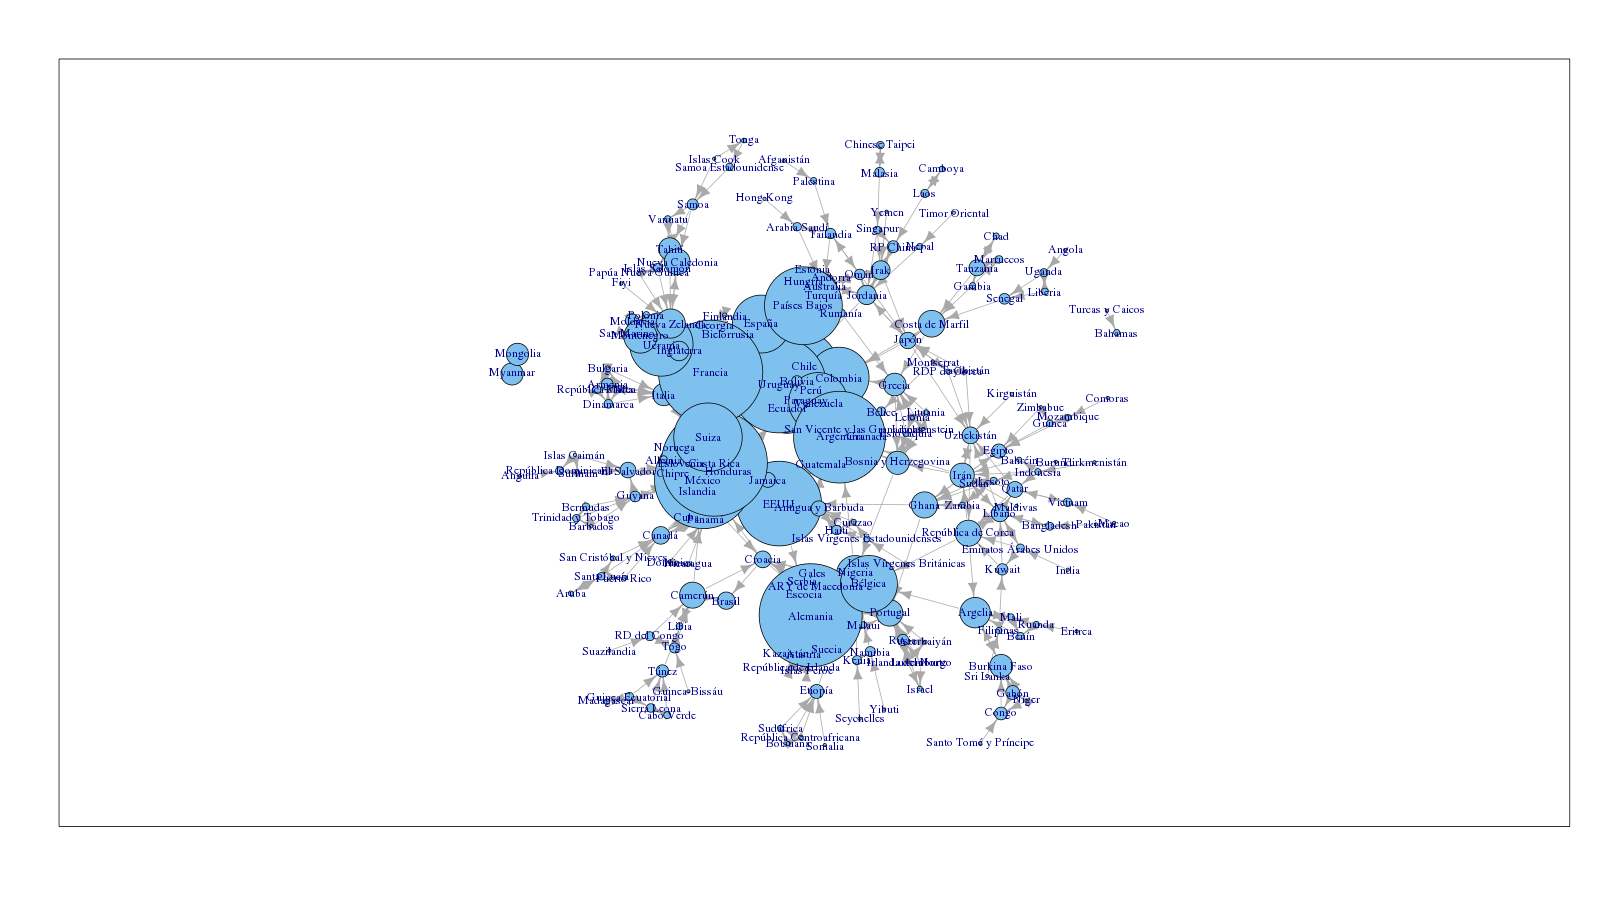 Tonga
Chinese Taipei
Islas Cook
Afganistán
Samoa Estadounidense
Malasia
Camboya
Palestina
Laos
Hong Kong
Samoa
Yemen
Timor Oriental
Vanuatu
Arabia Saudí
Tailandia
Singapur
Chad
RP China
Nepal
Tahití
Marruecos
Angola
Nueva Caledonia
Islas Salomón
Papúa Nueva Guinea
Estonia
Andorra
Omán
Irak
Tanzania
Uganda
Fiyi
Hungría
Australia
Gambia
Liberia
Turquía
Jordania
Senegal
Países Bajos
Rumanía
Turcas y Caicos
Polonia
Finlandia
España
Nueva Zelanda
Georgia
Costa de Marfil
San Marino
Montenegro
Bielorrusia
Bahamas
Ucrania
Inglaterra
Japón
Mongolia
Myanmar
Bulgaria
Francia
Chile
Colombia
Montserrat
RDP de Corea
Armenia
Uruguay
Bolivia
Perú
Grecia
Italia
Paraguay
Venezuela
Kirguistán
Dinamarca
Ecuador
Belice
Lituania
Letonia
Zimbabue
Comoras
Mozambique
Guinea
San Vicente y las Granadinas
Liechtenstein
Suiza
Argentina
Granada
Eslovaquia
Uzbekistán
Noruega
Egipto
Islas Caimán
Albania
Eslovenia
Costa Rica
Guatemala
Bosnia y Herzegovina
Bahréin
Burundi
Turkmenistán
República Dominicana
Surinam
El Salvador
Chipre
Honduras
Indonesia
Anguila
México
Jamaica
Irán
Sudán
Lesoto
Qatar
Islandia
Guyana
Bermudas
EEUU
Antigua y Barbuda
Ghana
Zambia
Maldivas
Vietnam
Trinidad y Tobago
Cuba
Panamá
Líbano
Barbados
Curazao
Haití
Bangladesh
Pakistán
Macao
Canadá
Islas Vírgenes Estadounidenses
República de Corea
Emiratos Árabes Unidos
San Cristóbal y Nieves
Dominica
Nicaragua
Croacia
Islas Vírgenes Británicas
Kuwait
India
Santa Lucía
Puerto Rico
Gales
Nigeria
Serbia
ARY de Macedonia
Bélgica
Aruba
Camerún
Brasil
Escocia
Alemania
Portugal
Argelia
Malí
Libia
Malaui
Filipinas
Ruanda
Eritrea
RD del Congo
Benín
Togo
Rusia
Azerbaiyán
Suazilandia
Suecia
Namibia
Kazajistán
Austria
Kenia
Irlanda del Norte
Luxemburgo
República de Irlanda
Burkina Faso
Túnez
Islas Feroe
Sri Lanka
Guinea-Bissáu
Etiopía
Israel
Gabón
Guinea Ecuatorial
Madagascar
Níger
Sierra Leona
Yibuti
Congo
Cabo Verde
Seychelles
Sudáfrica
República Centroafricana
Botsuana
Somalia
Santo Tomé y Príncipe